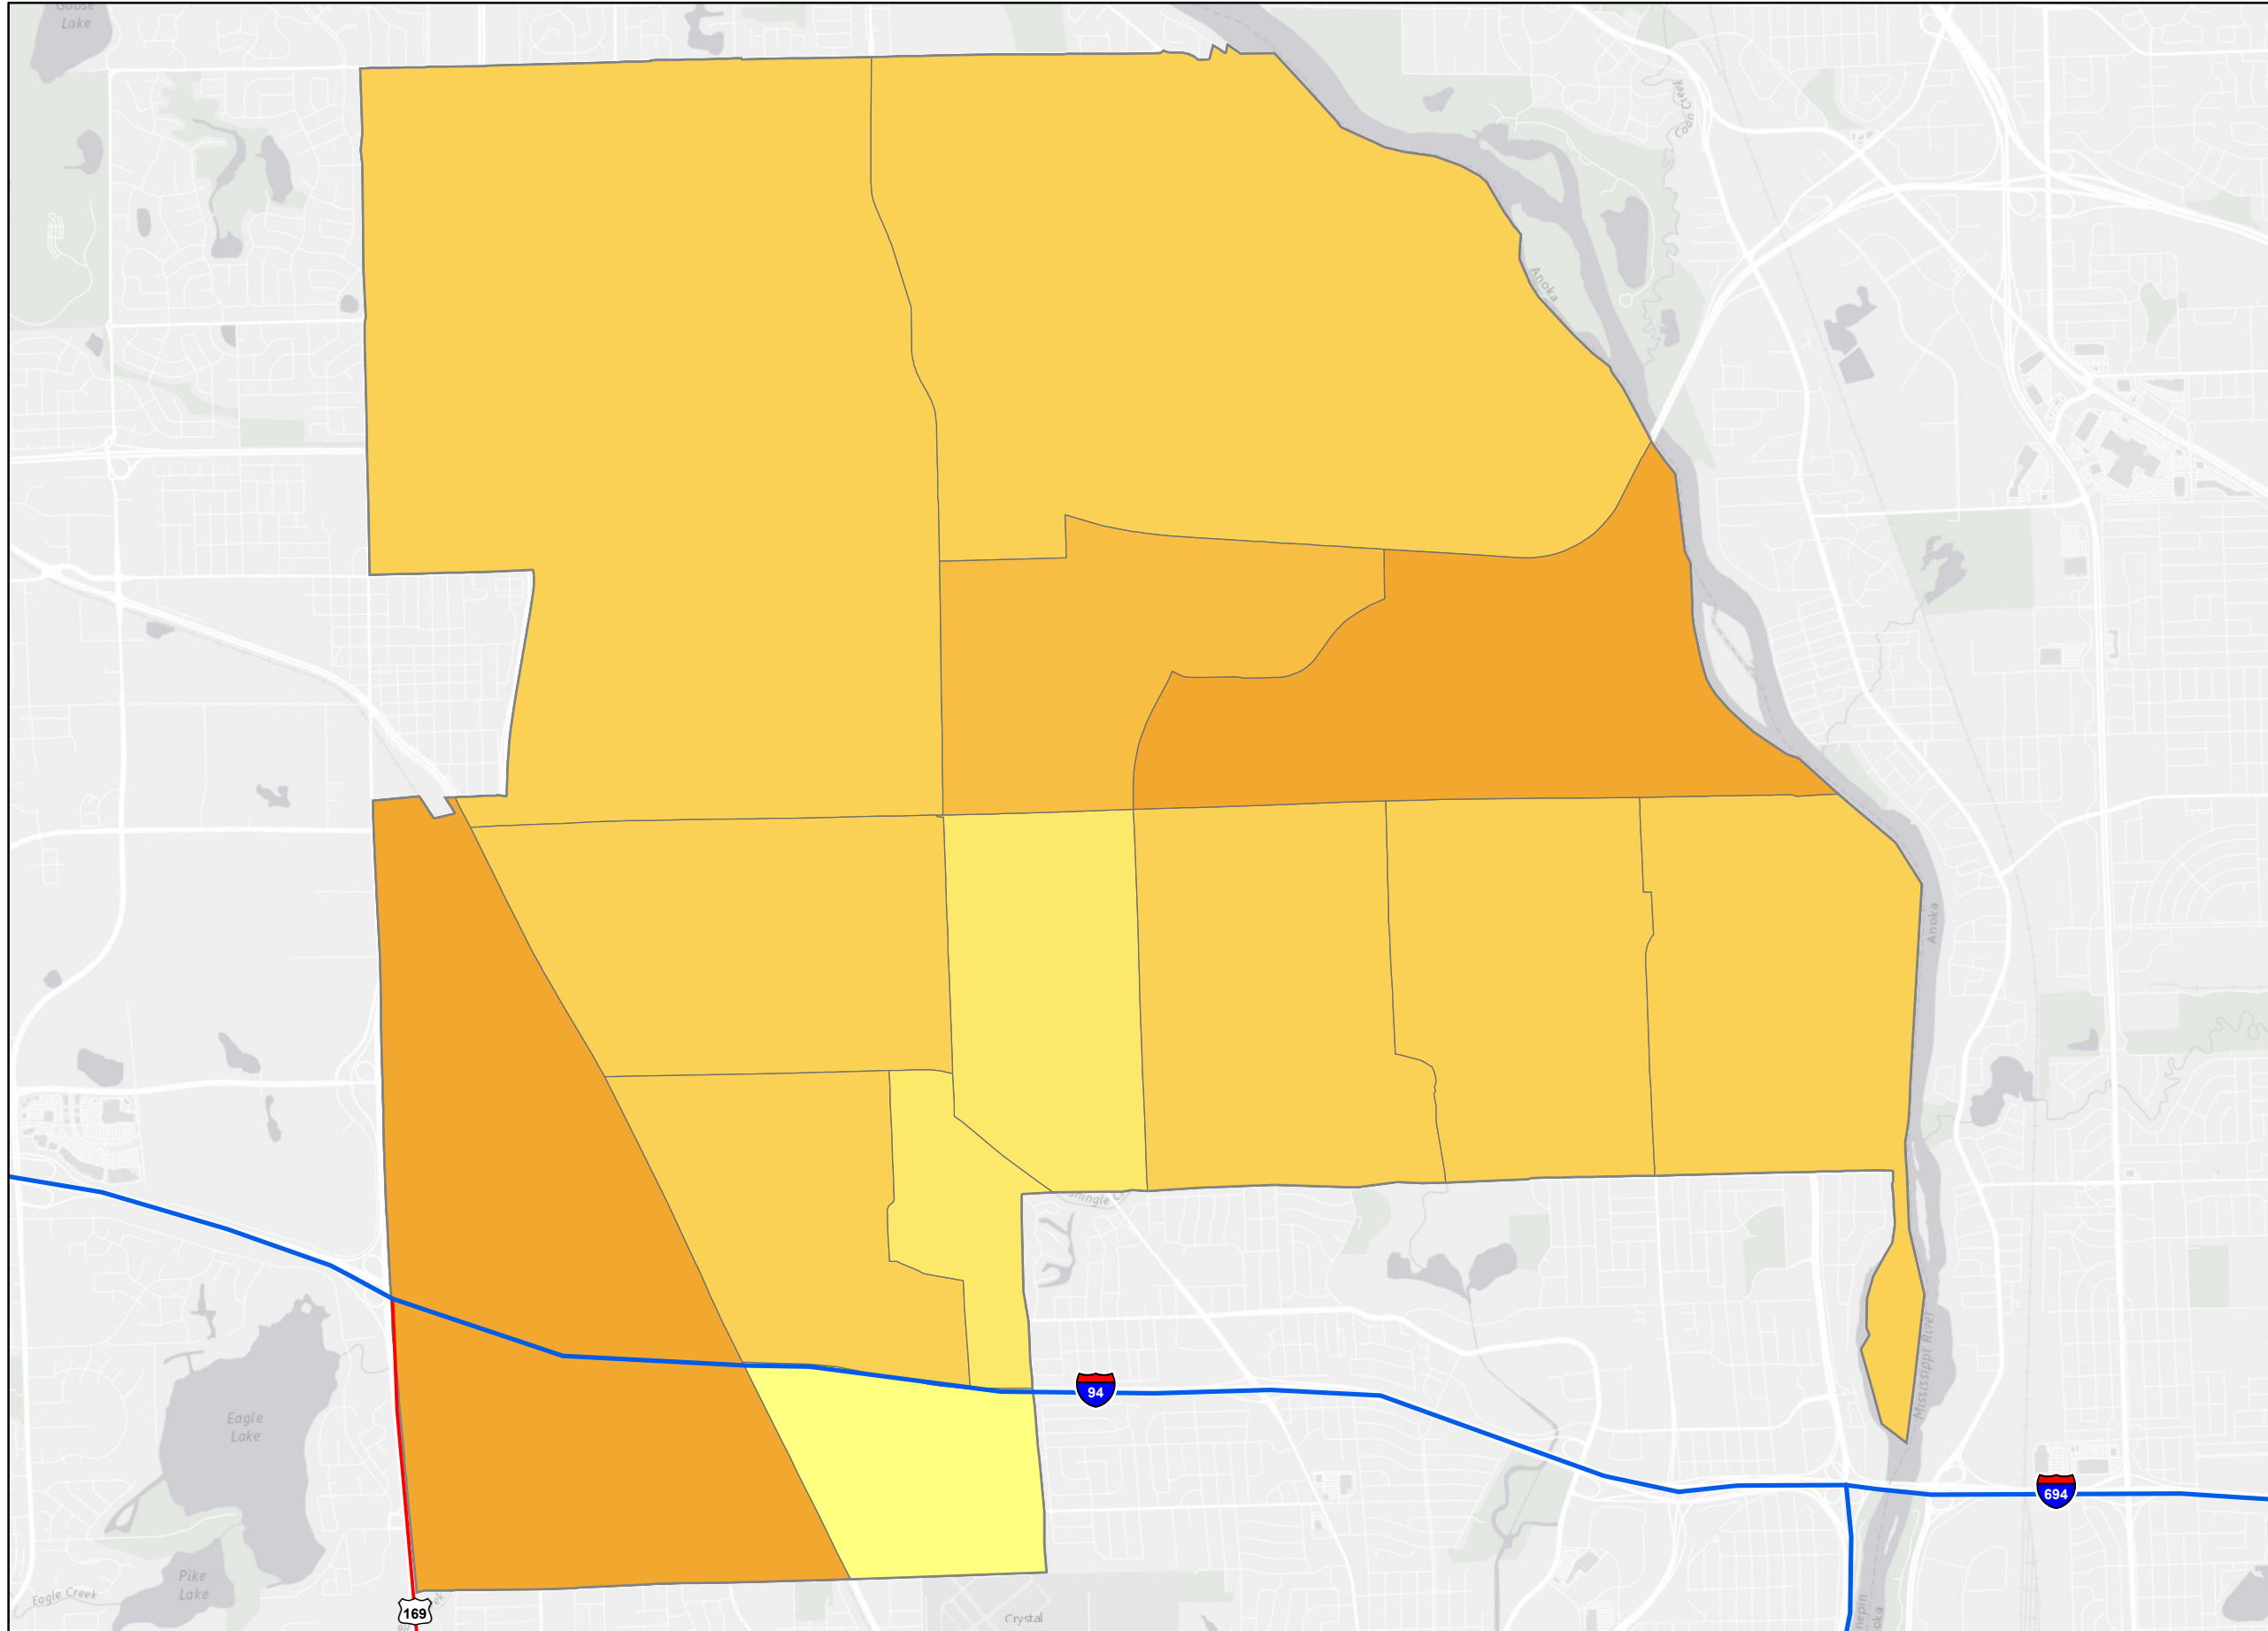 Goose
Lake
Coon Creek
Anoka
Anoka
Shingle Cr
Mississippi River
Eagle
Lake
94
694
Pike
Lake
Eagle Creek
169
Crystal